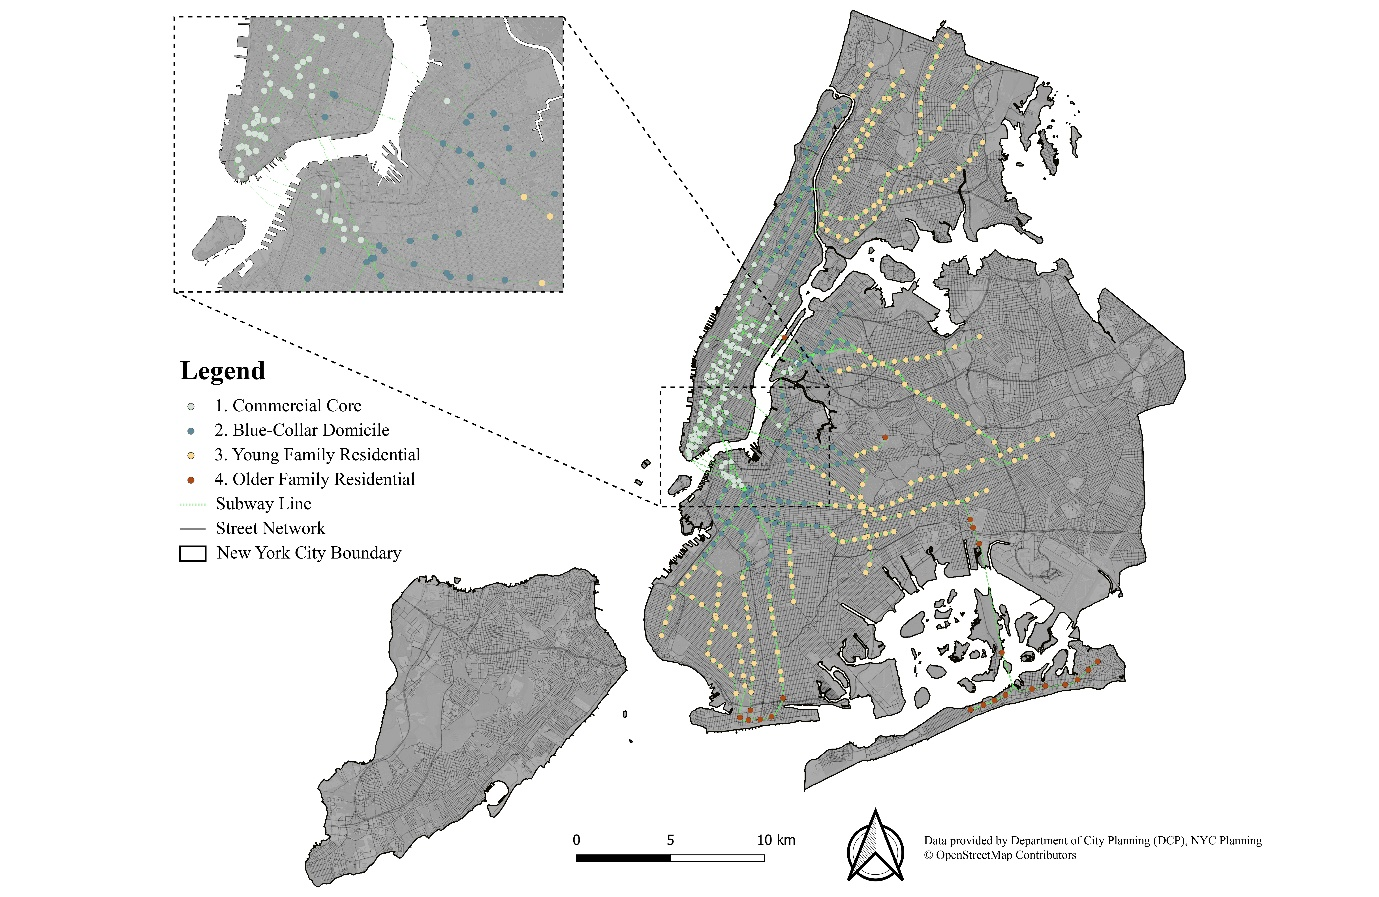 Legend
1. Commercial Core
2. Blue-Collar Domicile
3. Young Family Residential
4. Older Family Residential
Subway Line
Street Network
New York City Boundary
0 5 10 km
Data provided by Department of City Planning (DCP), NYC Planning
© OpenStreetMap Contributors